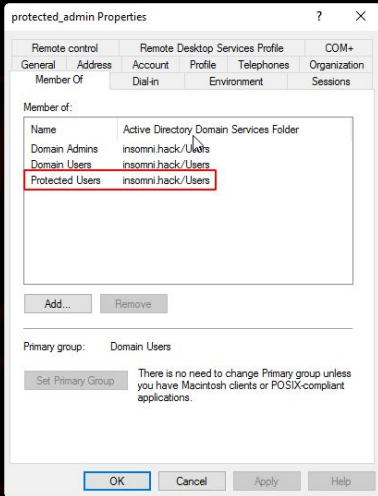 protected_admin Properties
? ×
Remote control Remote Desktop Services Profile COM+
General Address Account Profile Telephones Organization
Member Of Dial-in Environment Sessions
Member of:
Name Active Directory Domain Services Folder
Domain Admins insomni.hack/Users
Domain Users insomni.hack/Users
Protected Users insomni.hack/Users
Add... Remove
Primary group: Domain Users
Set Primary Group
There is no need to change Primary group unless
you have Macintosh clients or POSIX-compliant
applications.
OK Cancel Apply Help